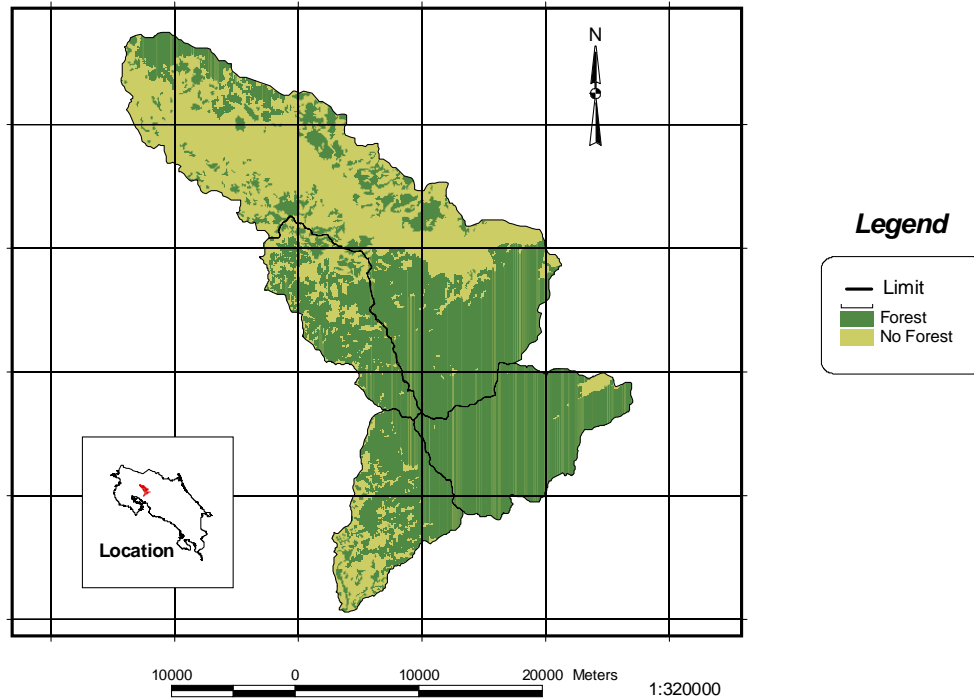 N
Legend
Limit
Forest
No Forest
Location
10000 0 10000 20000 Meters
1:320000